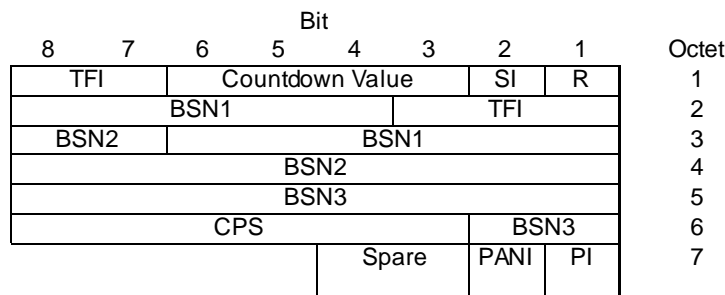 Bit
8 7 6 5 4 3 2 1 Octet
TFI Countdown Value SI R 1
BSN1 TFI 2
BSN2 BSN1 3
BSN2 4
BSN3 5
CPS BSN3 6
Spare PANI PI 7